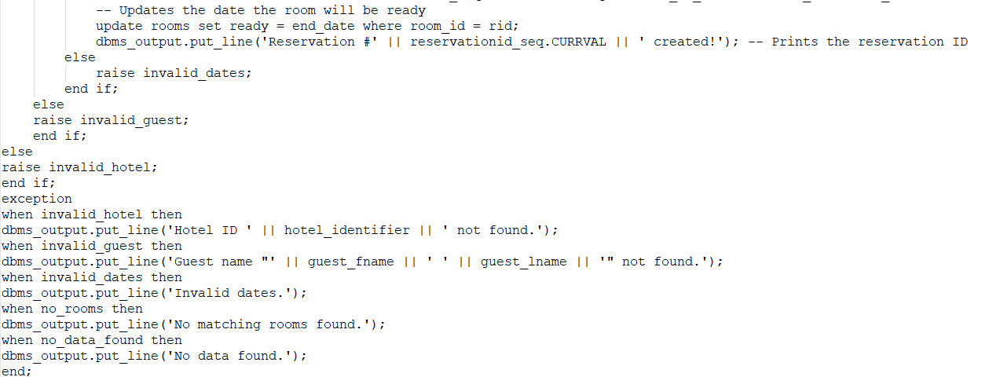 -- Updates the date the room will be ready
update rooms set ready = end_date where room_id = rid;
dbms_output.put_line('Reservation #' || reservationid_seq.CURRVAL || ' created!'); -- Prints the reservation ID
else
raise invalid_dates;
end if;
else
raise invalid_guest;
end if;
else
raise invalid_hotel;
end if;
exception
when invalid_hotel then
dbms_output.put_line('Hotel ID ' || hotel_identifier || ' not found.');
when invalid_guest then
dbms_output.put_line('Guest name "' || guest_fname || ' ' || guest_lname || '" not found.');
when invalid_dates then
dbms_output.put_line('Invalid dates.');
when no_rooms then
dbms_output.put_line('No matching rooms found.');
when no_data_found then
dbms_output.put_line('No data found.');
end;